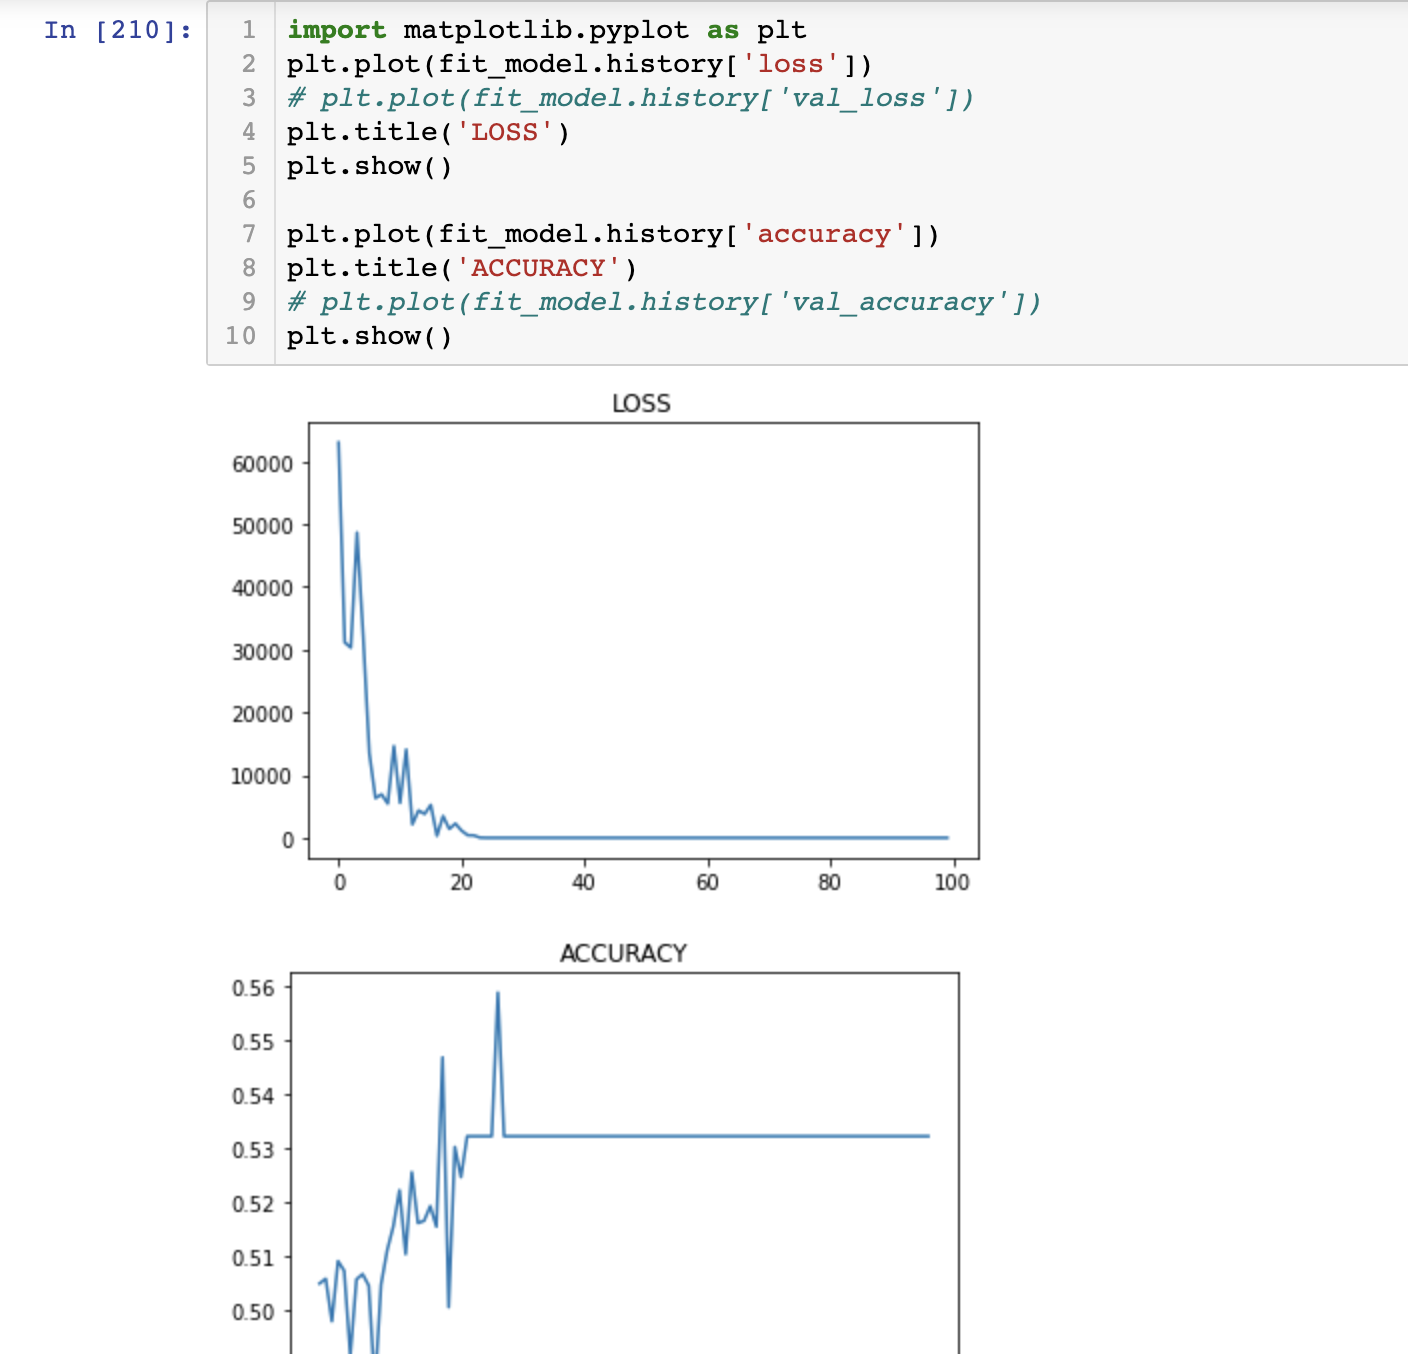 In [210]:
1 import matplotlib.pyplot as plt
2 plt.plot(fit_model.history['loss'])
3 # plt.plot(fit_model.history['val_loss'])
4 plt.title('LOSS')
5 plt.show()
6
7 plt.plot(fit_model.history['accuracy'])
8 plt.title('ACCURACY')
9 # plt.plot(fit_model.history['val_accuracy'])
10 plt.show()
LOSS
60000
50000
40000
30000
20000
10000
0
0 20 40 60 80 100
ACCURACY
0.56
0.55
0.54
0.53
0.52
0.51
0.50